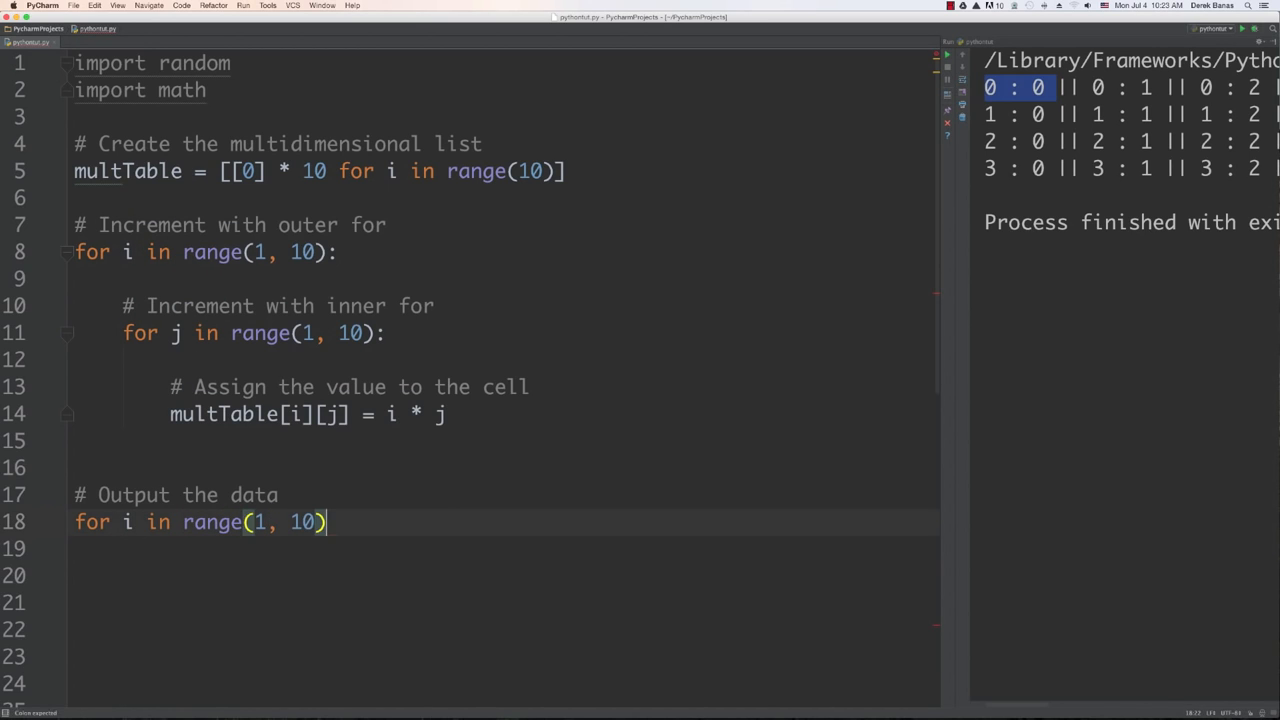 PyCharm File Edit View Navigate Code Refactor Run Tools VCS Window Help
10 Mon Jul 4 10:23 AM Derek Banas
pythontut.py - PycharmProjects - [~/PycharmProjects]
PycharmProjects pythontut.py
pythontut
pythontut.py
Run: pythontut
1 import random
2 import math
3
4 # Create the multidimensional list
5 multTable = [[0] * 10 for i in range(10)]
6
7 # Increment with outer for
8 for i in range(1, 10):
9
10 # Increment with inner for
11 for j in range(1, 10):
12
13 # Assign the value to the cell
14 multTable[i][j] = i * j
15
16
17 # Output the data
18 for i in range(1, 10)
19
20
21
22
23
24
/Library/Frameworks/Pytho
0 : 0 || 0 : 1 || 0 : 2 |
1 : 0 || 1 : 1 || 1 : 2 |
2 : 0 || 2 : 1 || 2 : 2 |
3 : 0 || 3 : 1 || 3 : 2 |
Process finished with exi
Colon expected
18:22 LF‡ UTF-8‡